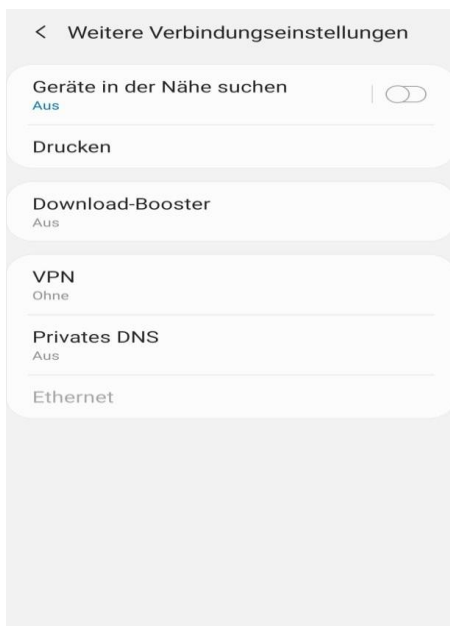 Weitere Verbindungseinstellungen
Geräte in der Nähe suchen
Aus
Drucken
Download-Booster
Aus
VPN
Ohne
Privates DNS
Aus
Ethernet